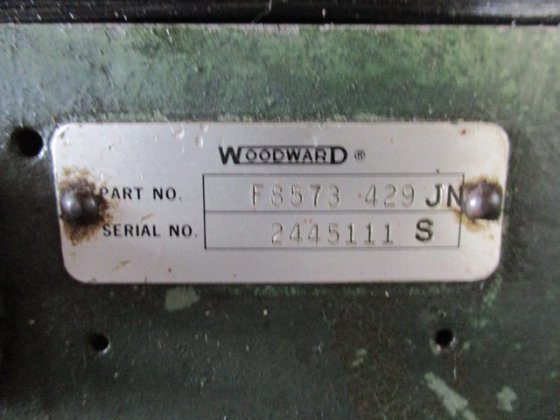 WOODWARD ®
PART NO. F8573 429 JN
SERIAL NO. 2445111 S